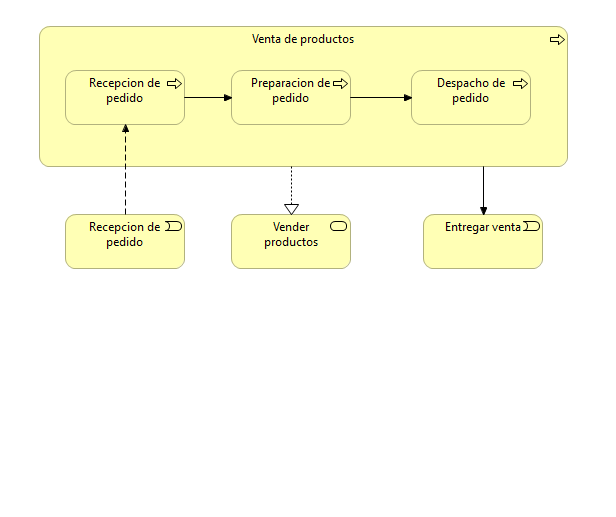 Venta de productos
Recepcion de
pedido
Preparacion de
pedido
Despacho de
pedido
Recepcion de
pedido
Vender
productos
Entregar venta